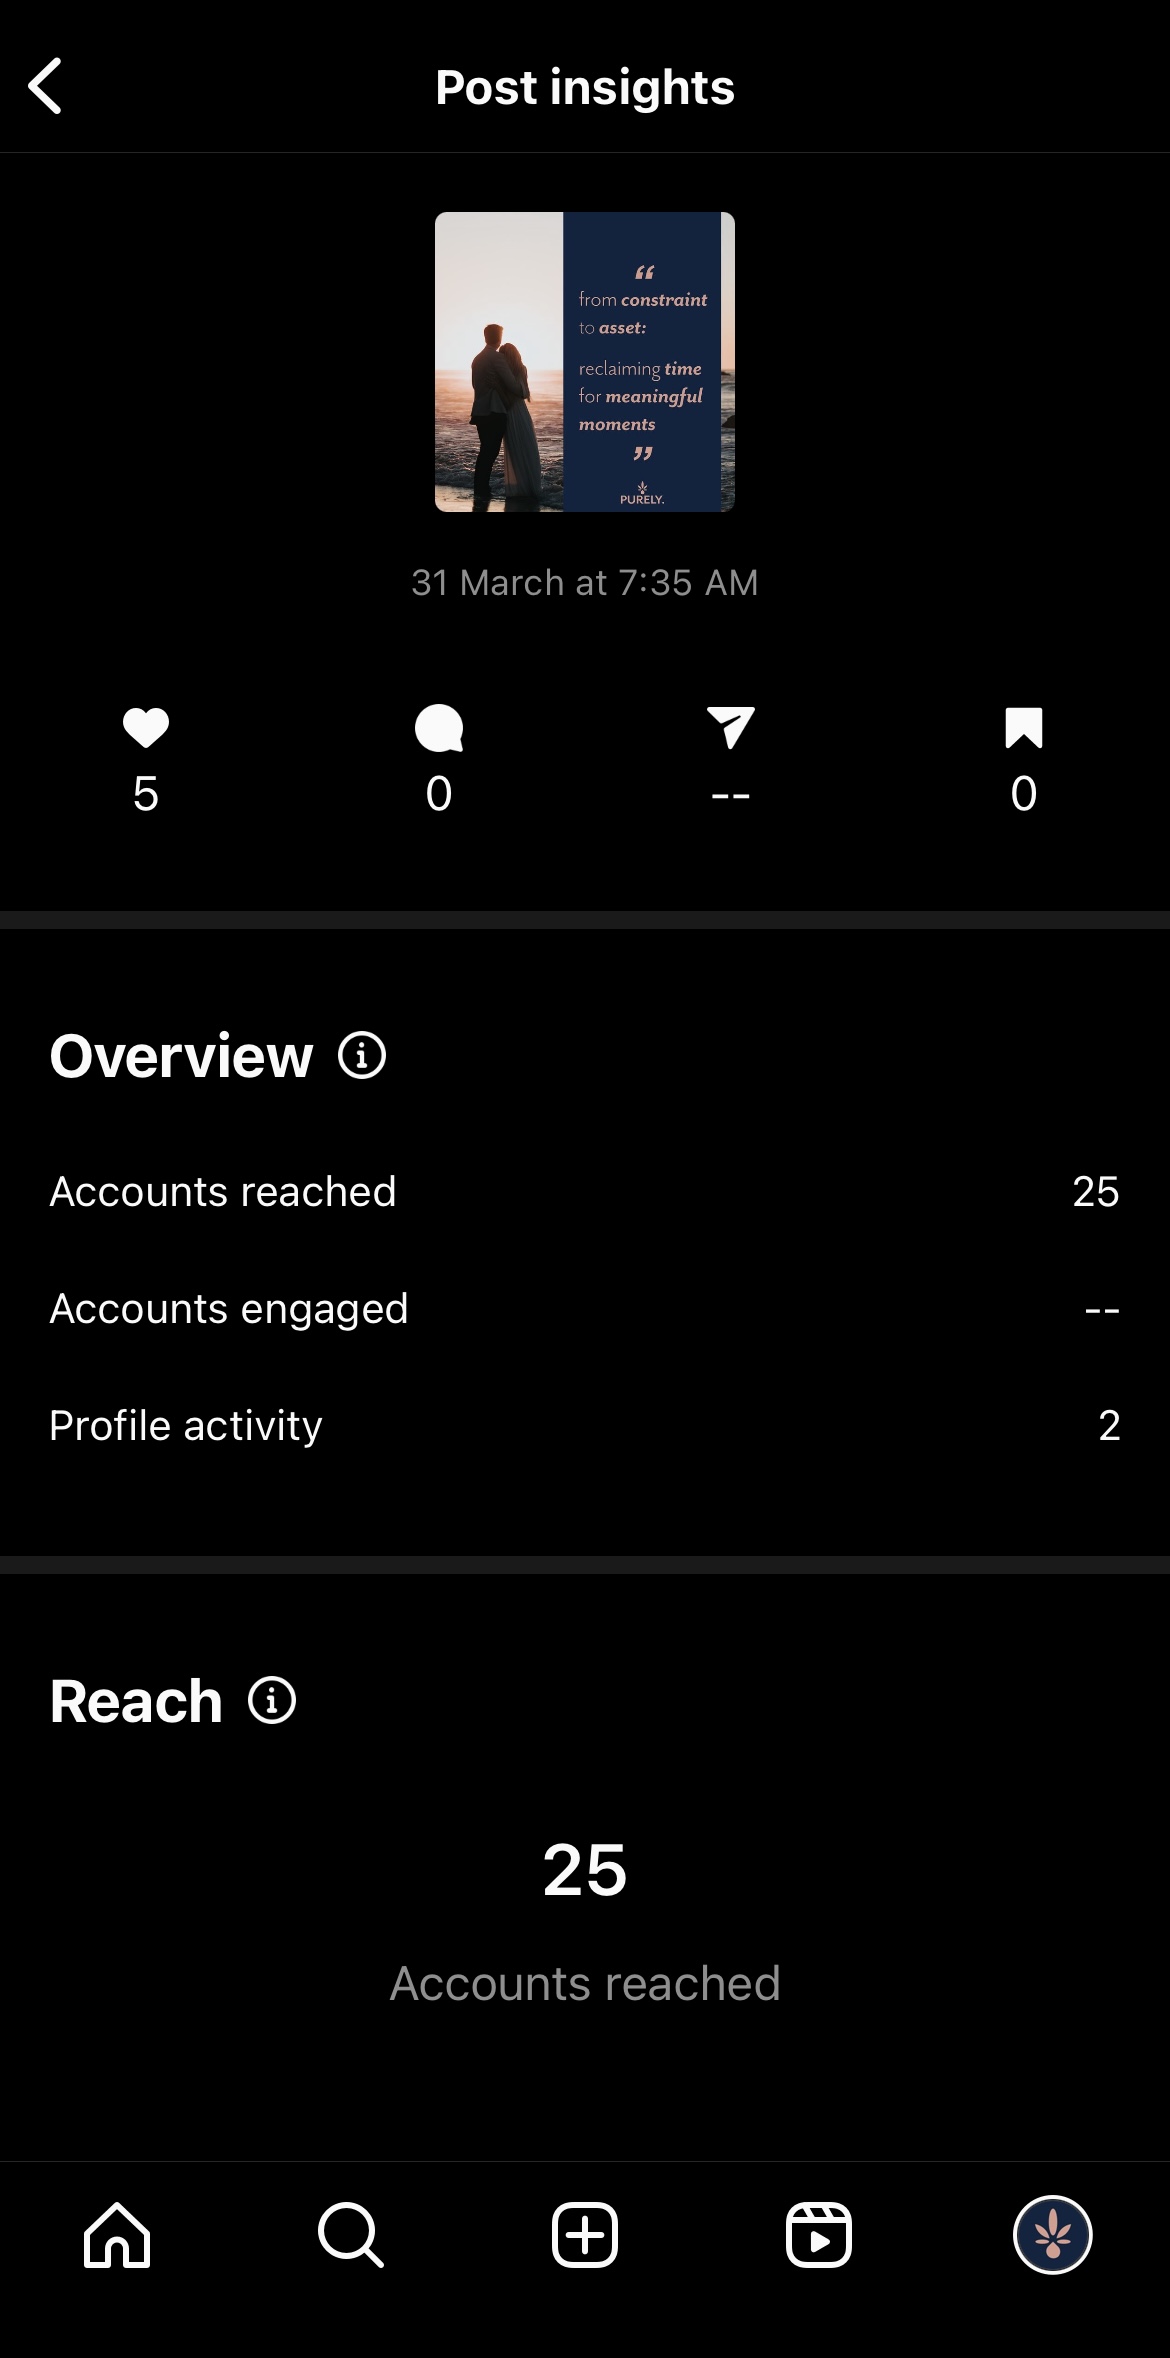 Post insights
“
from constraint
to asset:
reclaiming time
for meaningful
moments
”
PURELY.
31 March at 7:35 AM
5 0 -- 0
Overview
Accounts reached 25
Accounts engaged --
Profile activity 2
Reach
25
Accounts reached